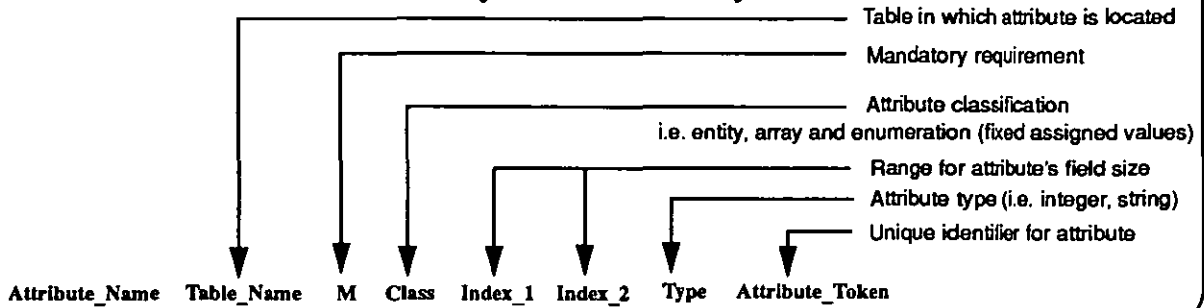 Table in which attribute is located
Mandatory requirement
Attribute classification
i.e. entity, array and enumeration (fixed assigned values)
Range for attribute's field size
Attribute type (i.e. integer, string)
Unique identifier for attribute
Attribute_Name Table_Name M Class Index_1 Index_2 Type Attribute_Token